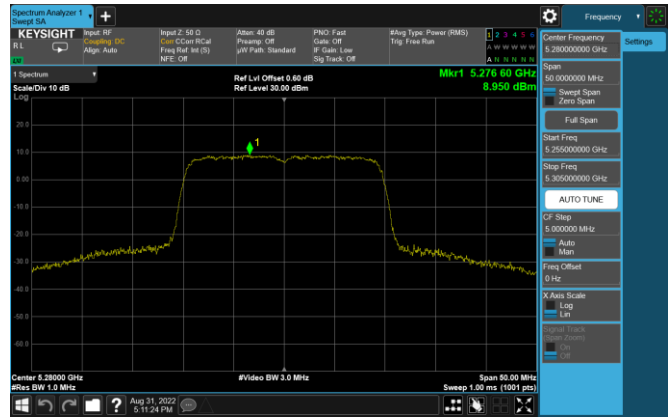 Spectrum Analyzer 1
Swept SA
+
Frequency
KEYSIGHT
RL
LV
Input: RF
Coupling: DC
Align: Auto
Input Z: 50 Ω
Corr CCorr RCal
Freq Ref: Int (S)
NFE: Off
Atten: 40 dB
Preamp: Off
µW Path: Standard
PNO: Fast
Gate: Off
IF Gain: Low
Sig Track: Off
#Avg Type: Power (RMS)
Trig: Free Run
1 2 3 4 5 6
A W W W W W
A N N N N N
1 Spectrum
Scale/Div 10 dB
Log
Ref Lvl Offset 0.60 dB
Ref Level 30.00 dBm
Mkr1 5.276 60 GHz
8.950 dBm
20.0
10.0
0.00
-10.0
-20.0
-30.0
-40.0
-50.0
-60.0
1
Center 5.28000 GHz
#Res BW 1.0 MHz
#Video BW 3.0 MHz
Span 50.00 MHz
Sweep 1.00 ms (1001 pts)
Center Frequency
5.280000000 GHz
Settings
Span
50.0000000 MHz
Swept Span
Zero Span
Full Span
Start Freq
5.255000000 GHz
Stop Freq
5.305000000 GHz
AUTO TUNE
CF Step
5.000000 MHz
Auto
Man
Freq Offset
0 Hz
X Axis Scale
Log
Lin
Signal Track
(Span Zoom)
On
Off
?
Aug 31, 2022
5:11:24 PM